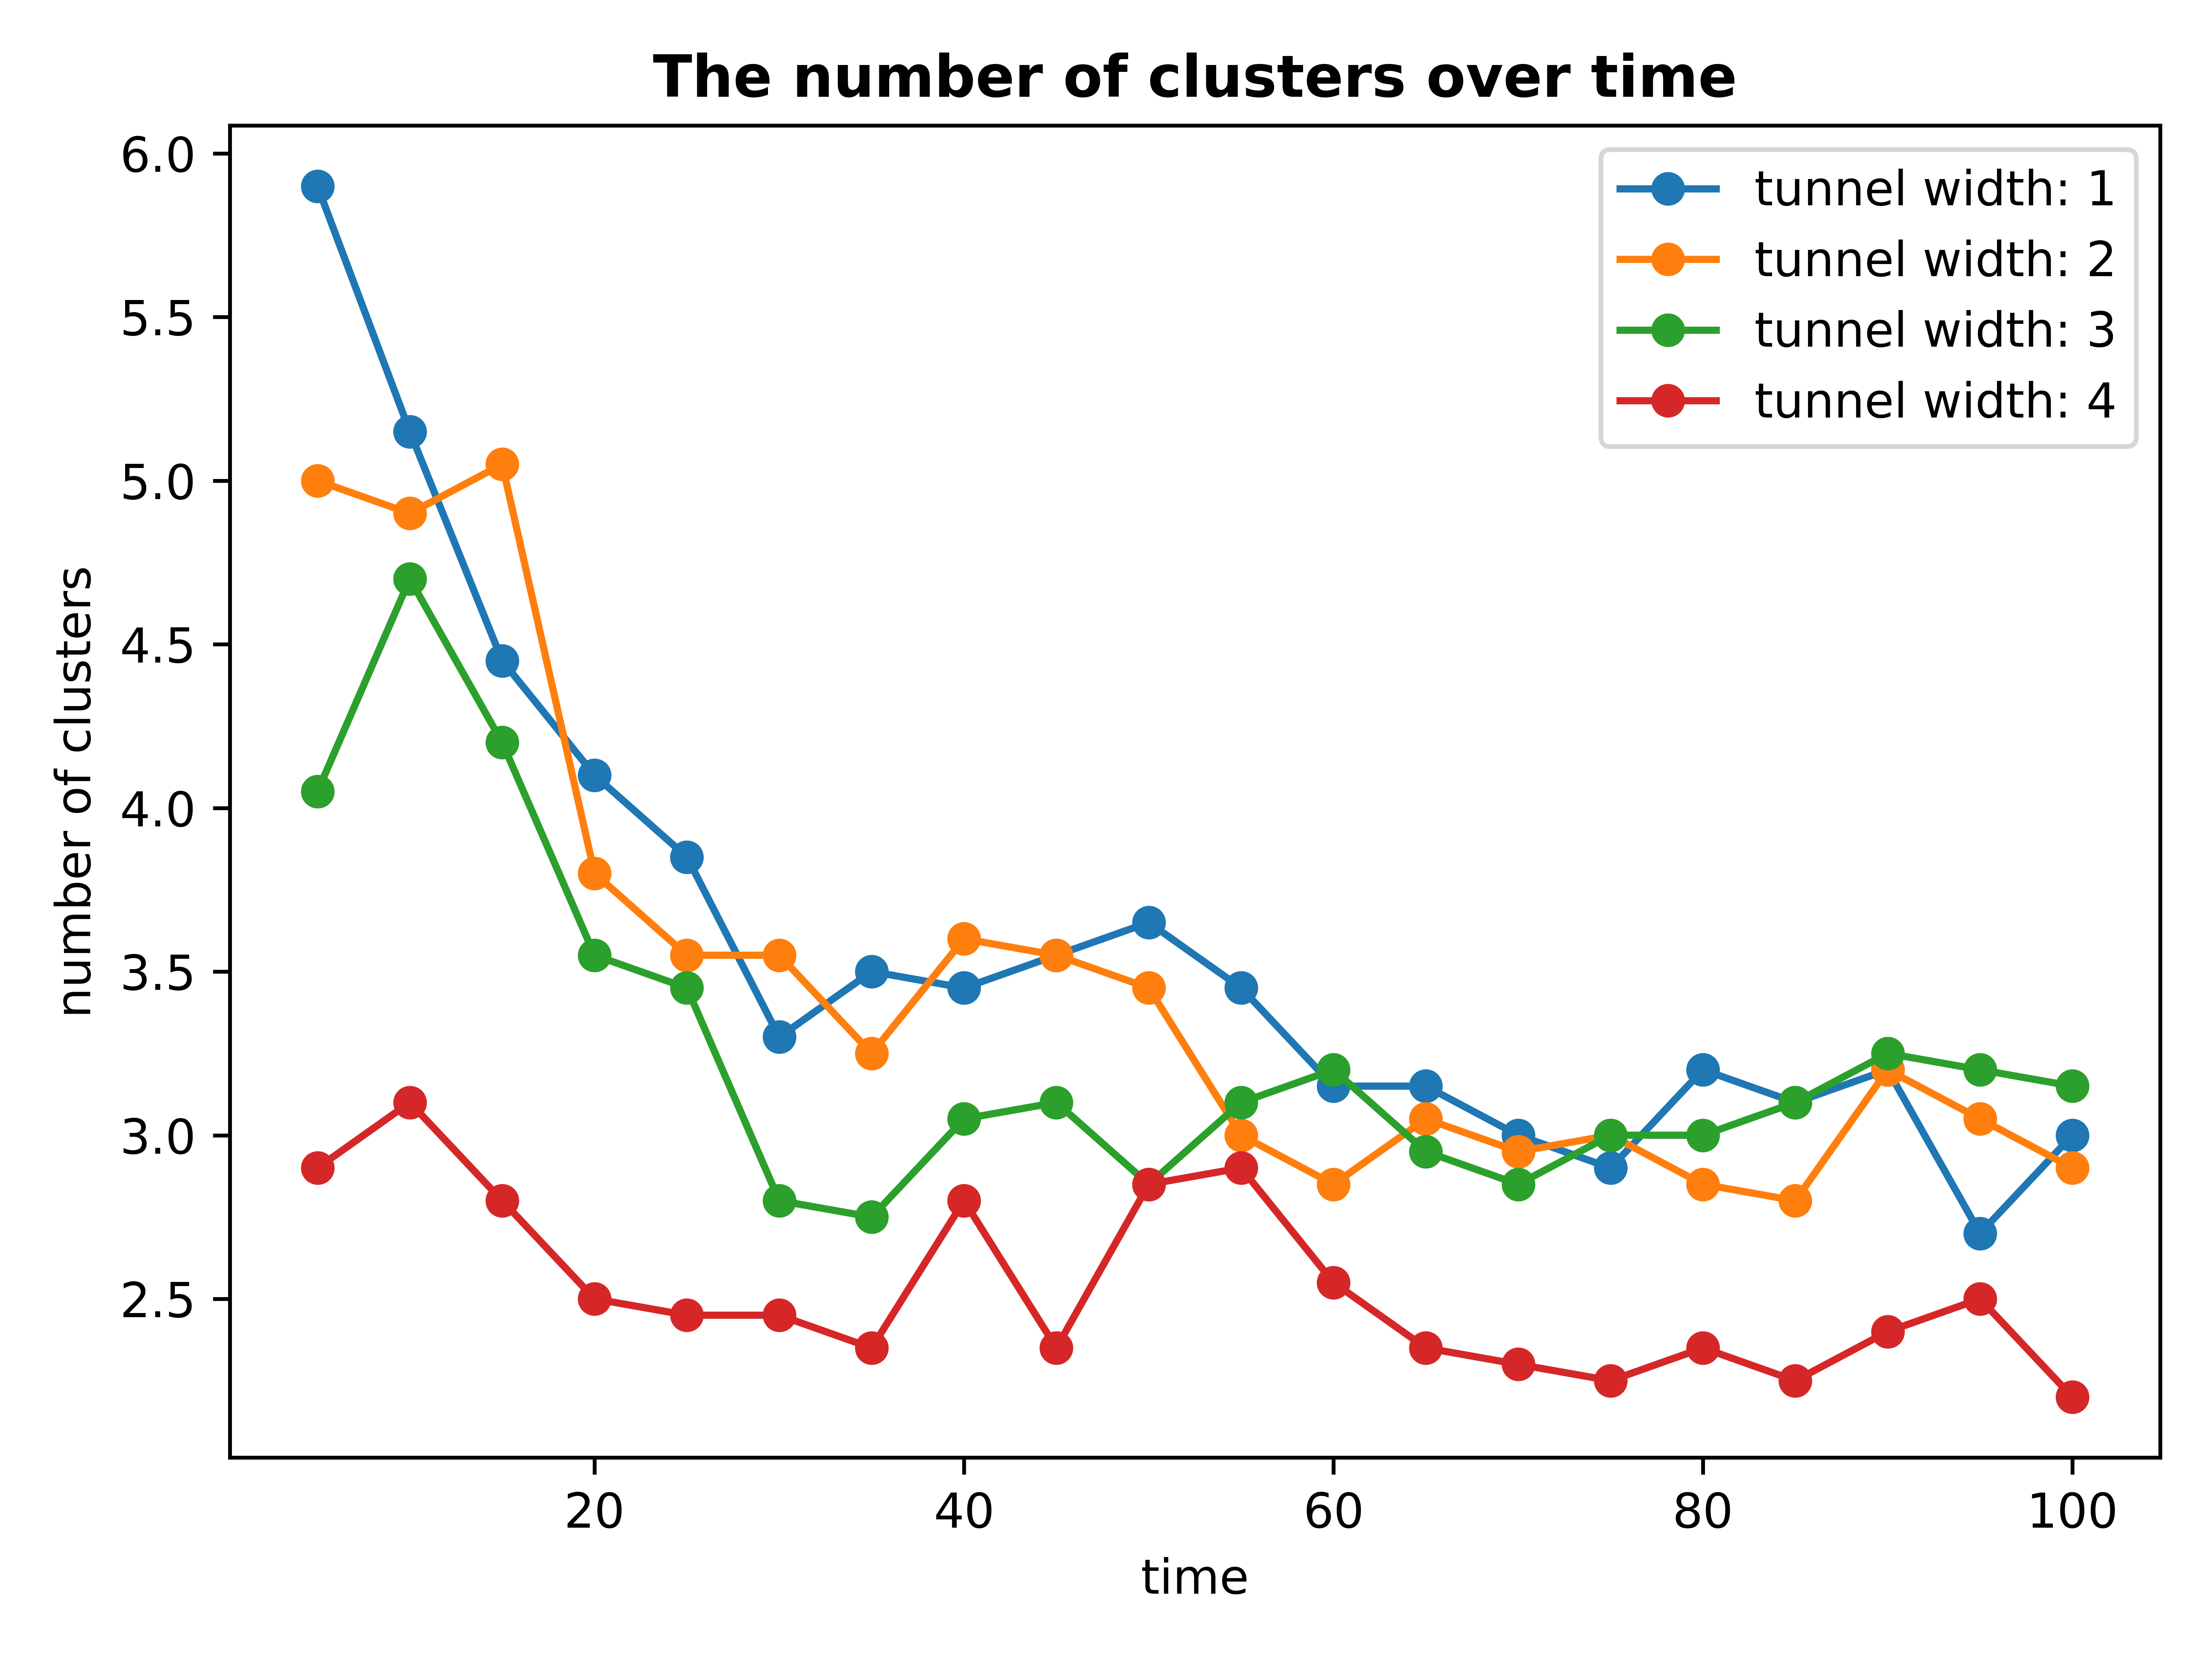 The number of clusters over time
6.0
5.5
5.0
4.5
4.0
3.5
3.0
2.5
number of clusters
tunnel width: 1
tunnel width: 2
tunnel width: 3
tunnel width: 4
20 40 60 80 100
time